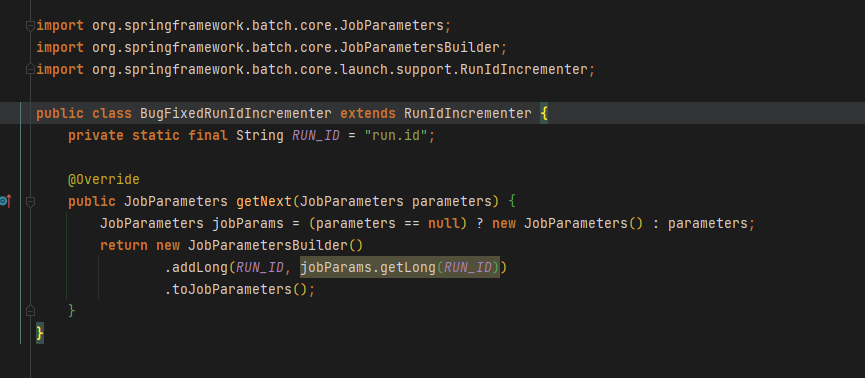 import org.springframework.batch.core.JobParameters;
import org.springframework.batch.core.JobParametersBuilder;
import org.springframework.batch.core.launch.support.RunIdIncrementer;
public class BugFixedRunIdIncrementer extends RunIdIncrementer {
private static final String RUN_ID = "run.id";
@Override
public JobParameters getNext(JobParameters parameters) {
JobParameters jobParams = (parameters == null) ? new JobParameters() : parameters;
return new JobParametersBuilder()
.addLong(RUN_ID, jobParams.getLong(RUN_ID))
.toJobParameters();
}
}